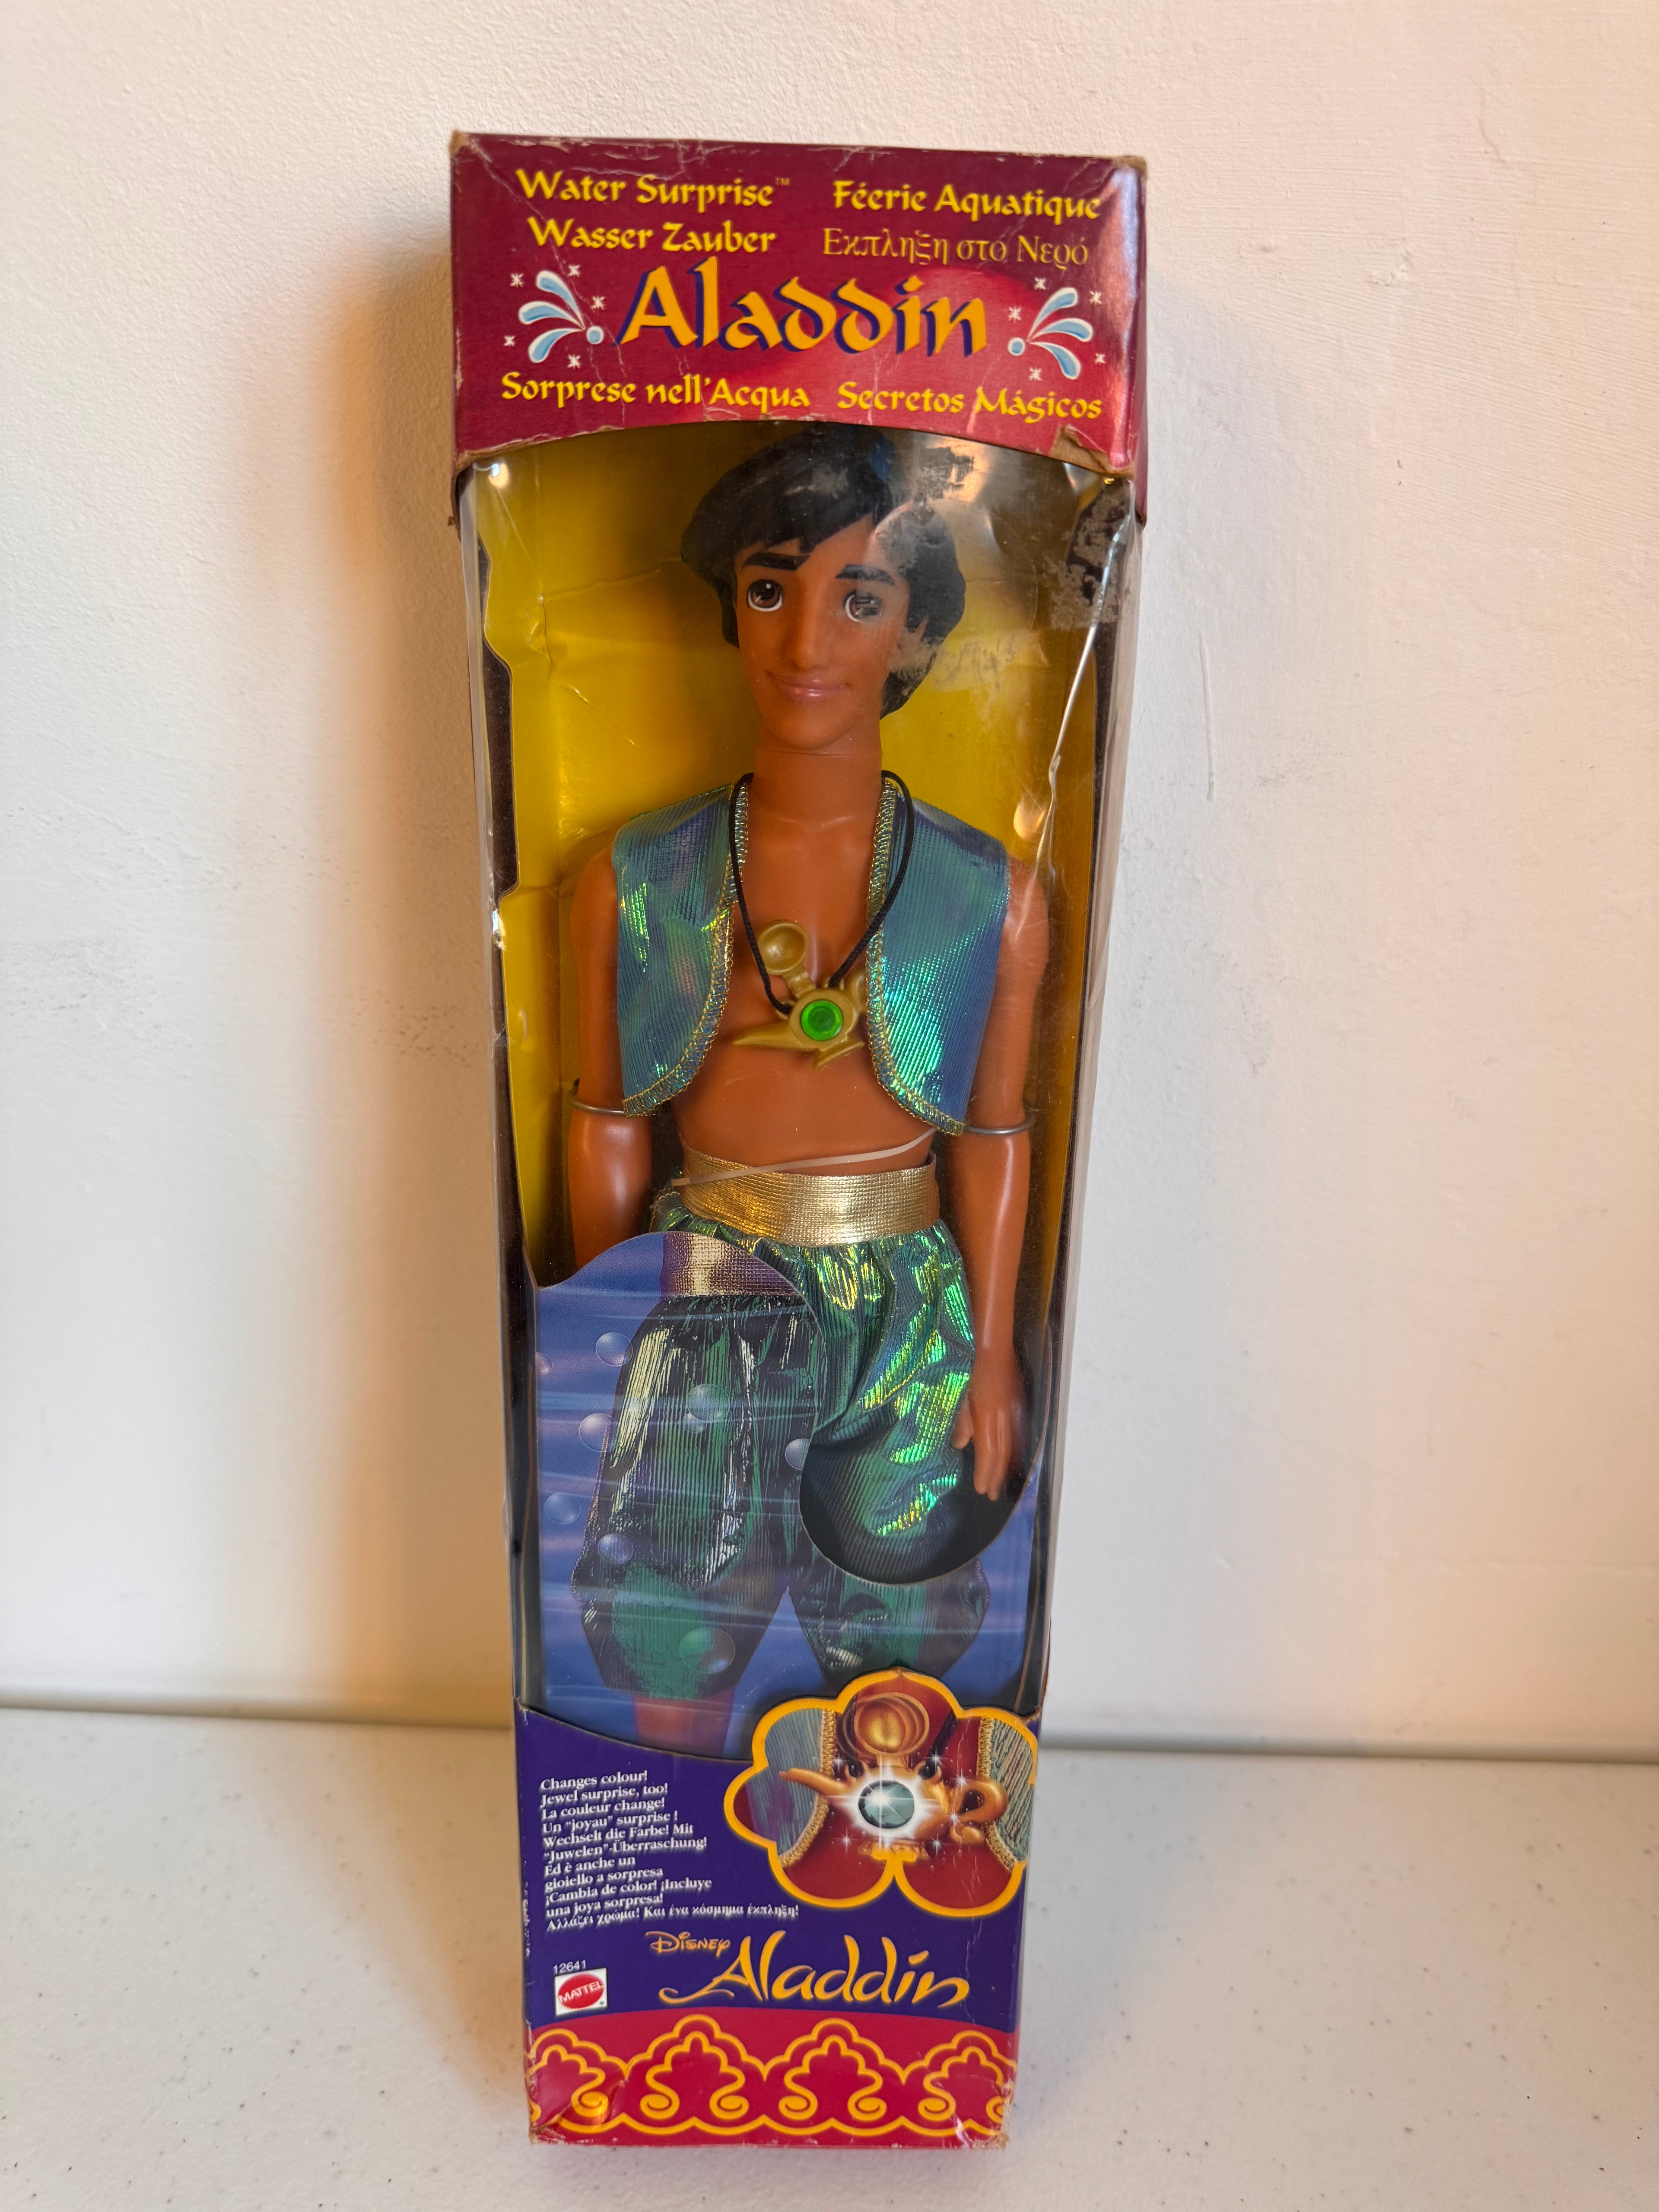 Water Surprise™ Féerie Aquatique
Wasser Zauber Εκπληξη στο Νερό
Aladdin
Sorprese nell'Acqua Secretos Mágicos
Changes colour!
Jewel surprise, too!
La couleur change!
Un "joyau" surprise !
Wechselt die Farbe! Mit
"Juwelen"-Überraschung!
Ed è anche un
gioiello a sorpresa
¡Cambia de color! ¡Incluye
una joya sorpresa!
Αλλάζει χρώμα! Και ένα κόσμημα έκπληξη!
Disney
Aladdin
12641
MATTEL